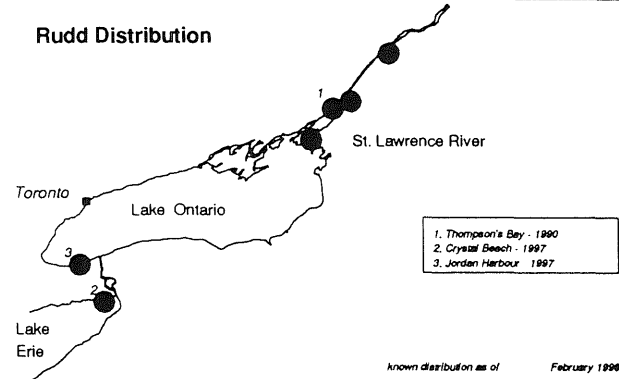 Rudd Distribution
1
St. Lawrence River
Toronto
Lake Ontario
3
2
Lake
Erie
1. Thompson's Bay - 1990
2. Crystal Beach - 1997
3. Jordan Harbour 1997
known distribution as of February